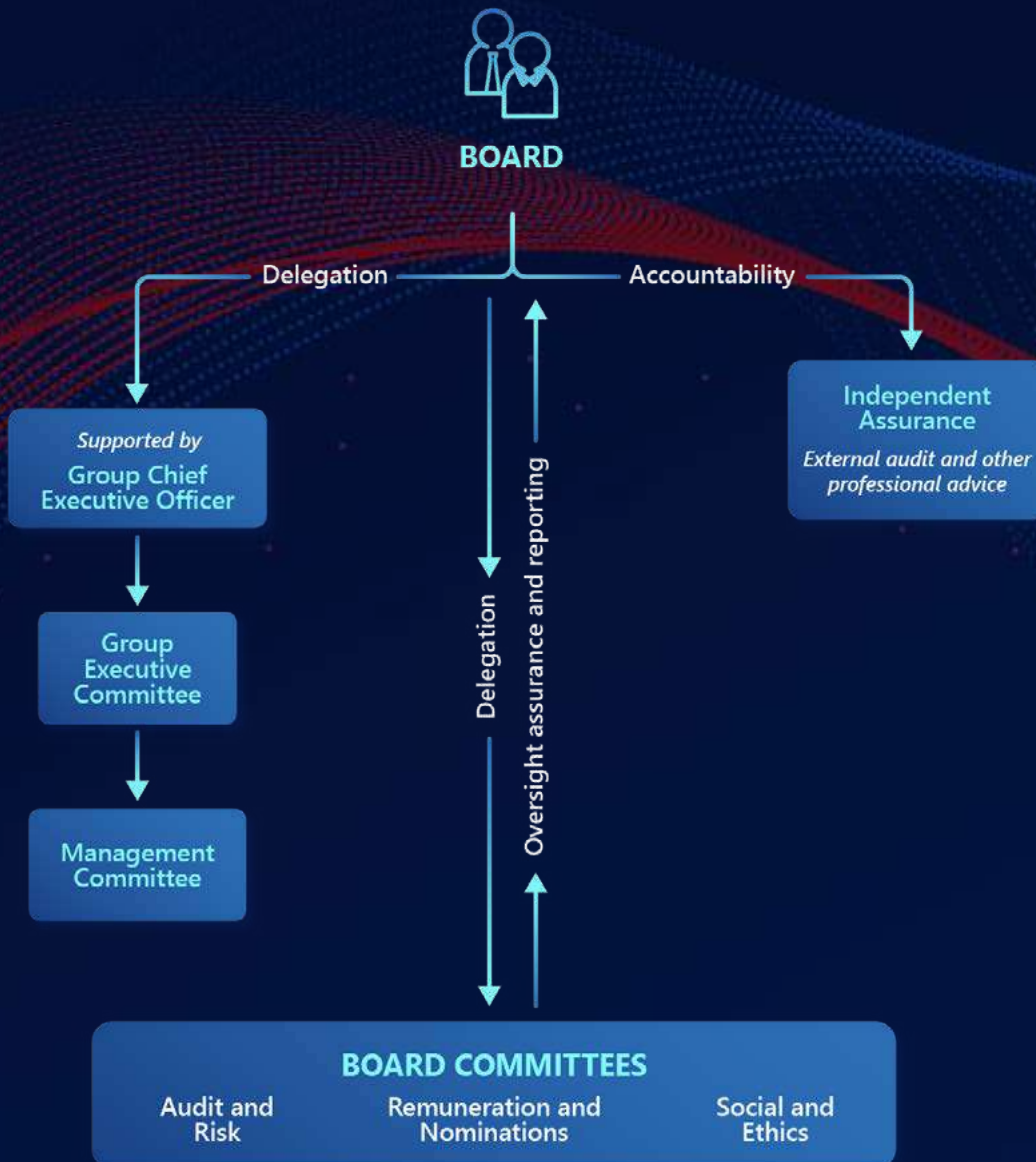 BOARD
Delegation
Accountability
Supported by
Group Chief
Executive Officer
Independent
Assurance
External audit and other
professional advice
Group
Executive
Committee
Management
Committee
Delegation
Oversight assurance and reporting
BOARD COMMITTEES
Audit and
Risk
Remuneration and
Nominations
Social and
Ethics